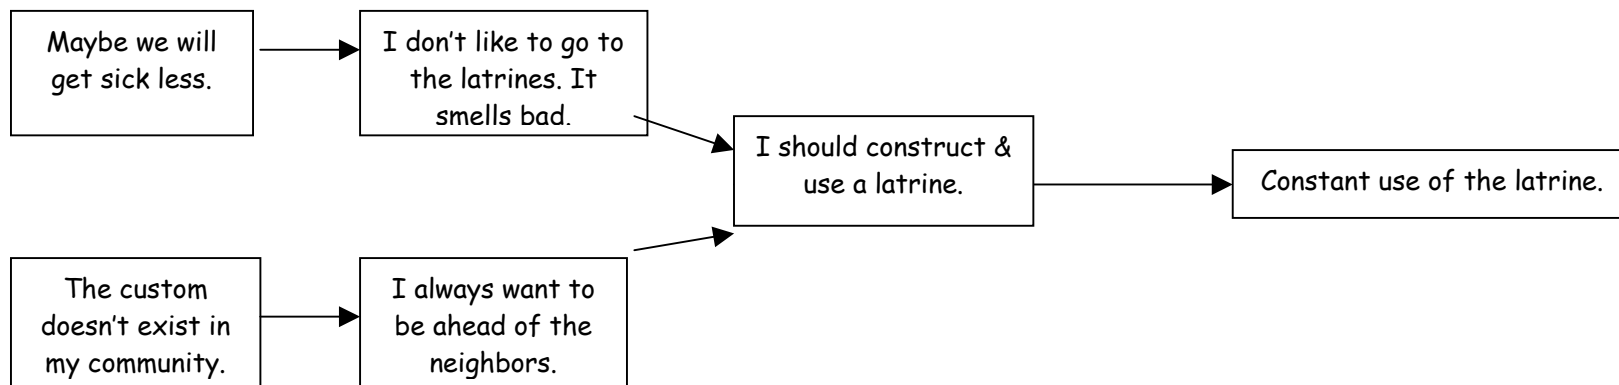 Maybe we will
get sick less.
I don't like to go to
the latrines. It
smells bad.
I should construct &
use a latrine.
Constant use of the latrine.
The custom
doesn't exist in
my community.
I always want to
be ahead of the
neighbors.